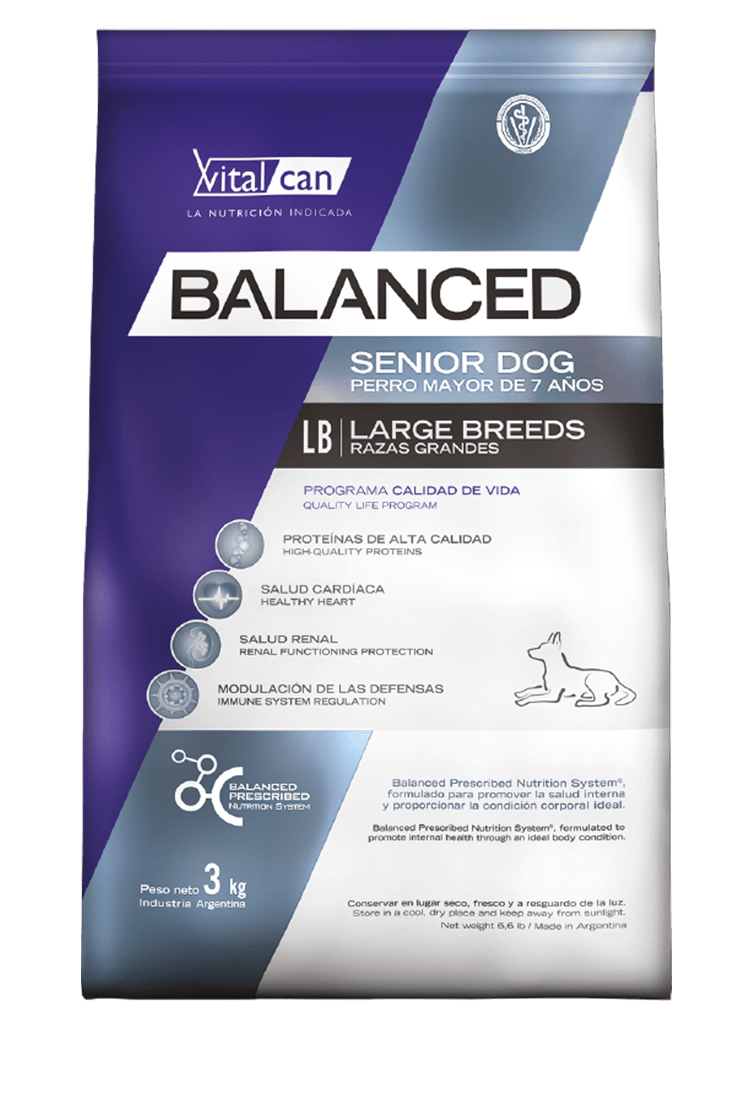 Vital can
LA NUTRICIÓN INDICADA
BALANCED
SENIOR DOG
PERRO MAYOR DE 7 AÑOS
LB
LARGE BREEDS
RAZAS GRANDES
PROGRAMA CALIDAD DE VIDA
QUALITY LIFE PROGRAM
PROTEÍNAS DE ALTA CALIDAD
HIGH-QUALITY PROTEINS
SALUD CARDÍACA
HEALTHY HEART
SALUD RENAL
RENAL FUNCTIONING PROTECTION
MODULACIÓN DE LAS DEFENSAS
IMMUNE SYSTEM REGULATION
BALANCED
PRESCRIBED
NUTRITION SYSTEM
Balanced Prescribed Nutrition System®,
formulado para promover la salud interna
y proporcionar la condición corporal ideal.
Balanced Prescribed Nutrition System®, formulated to
promote internal health through an ideal body condition.
Peso neto 3 kg
Industria Argentina
Conservar en lugar seco, fresco y a resguardo de la luz.
Store in a cool, dry place and keep away from sunlight.
Net weight 6,6 lb / Made in Argentina